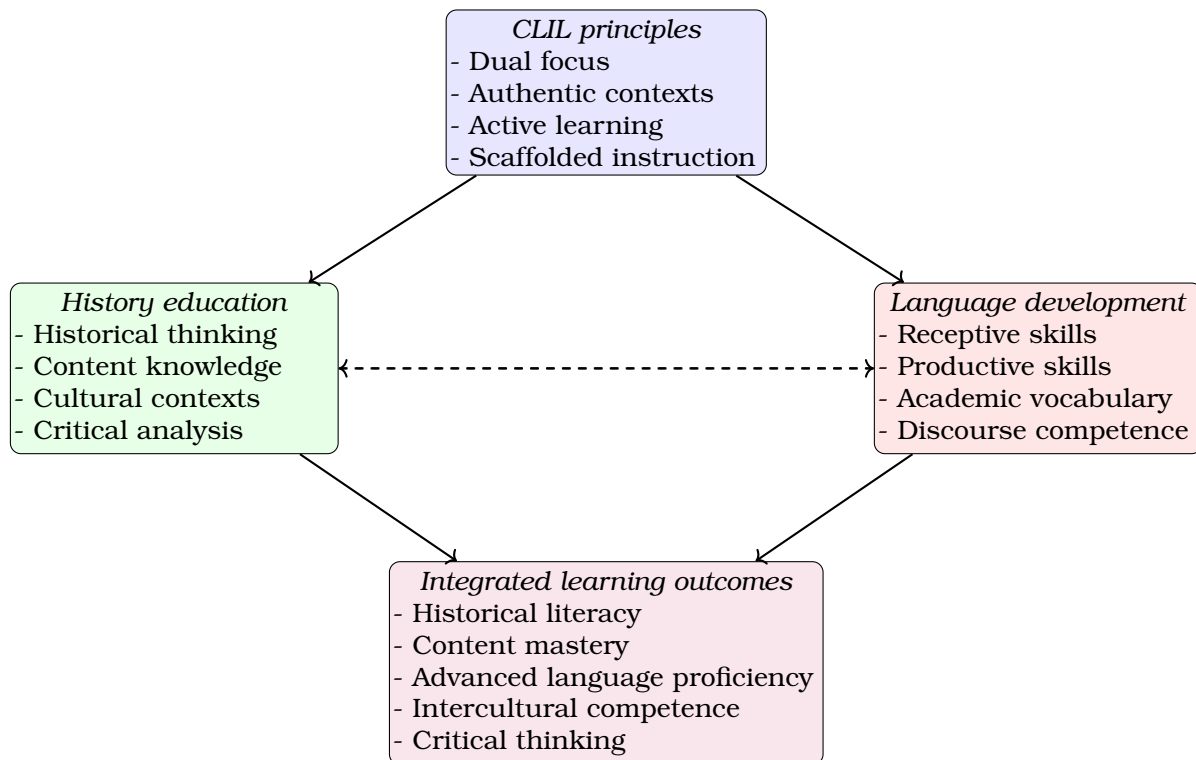 CLIL principles
- Dual focus
- Authentic contexts
- Active learning
- Scaffolded instruction
History education
- Historical thinking
- Content knowledge
- Cultural contexts
- Critical analysis
Language development
- Receptive skills
- Productive skills
- Academic vocabulary
- Discourse competence
Integrated learning outcomes
- Historical literacy
- Content mastery
- Advanced language proficiency
- Intercultural competence
- Critical thinking